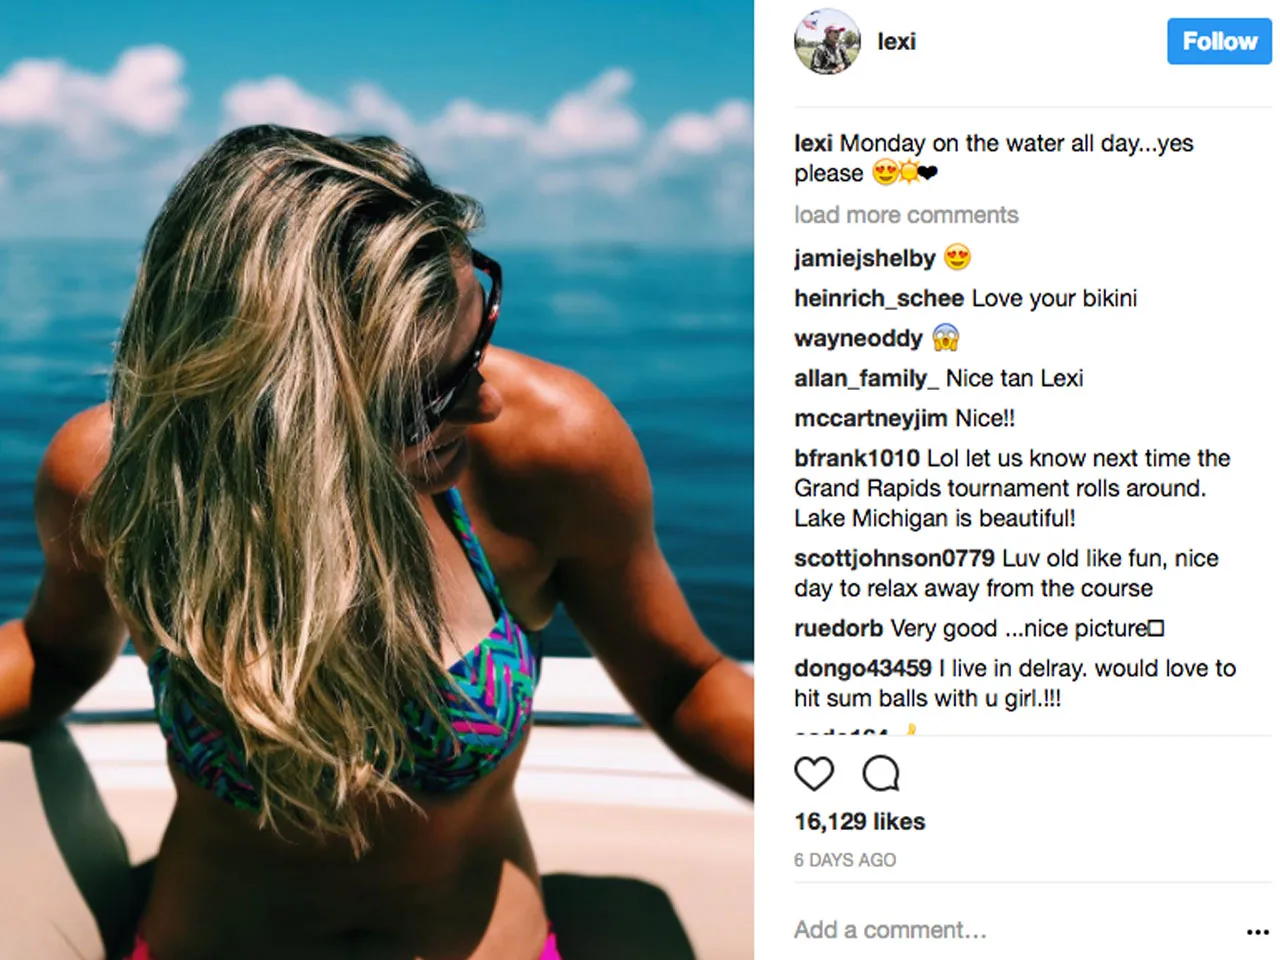 lexi
Follow
lexi Monday on the water all day...yes
please 😍☀️❤
load more comments
jamiejshelby 😍
heinrich_schee Love your bikini
wayneoddy 😱
allan_family_ Nice tan Lexi
mccartneyjim Nice!!
bfrank1010 Lol let us know next time the
Grand Rapids tournament rolls around.
Lake Michigan is beautiful!
scottjohnson0779 Luv old like fun, nice
day to relax away from the course
ruedorb Very good ...nice picture□
dongo43459 I live in delray. would love to
hit sum balls with u girl.!!!
16,129 likes
6 DAYS AGO
Add a comment...